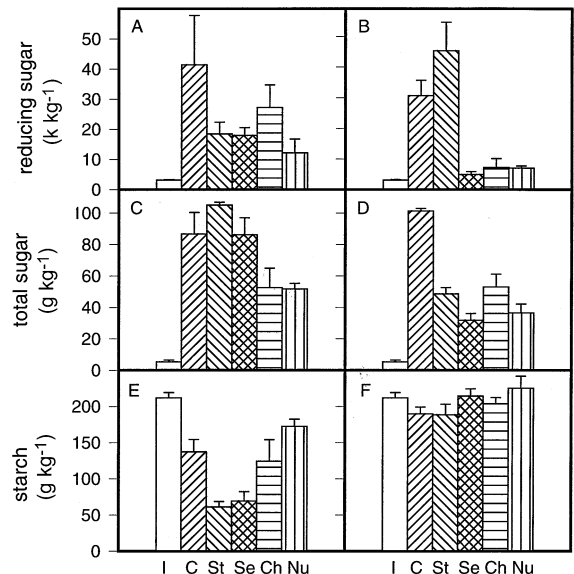 A B
reducing sugar
(k kg-1)
50
40
30
20
10
0
C D
total sugar
(g kg-1)
100
80
60
40
20
0
E F
starch
(g kg-1)
200
150
100
50
0
I C St Se Ch Nu I C St Se Ch Nu